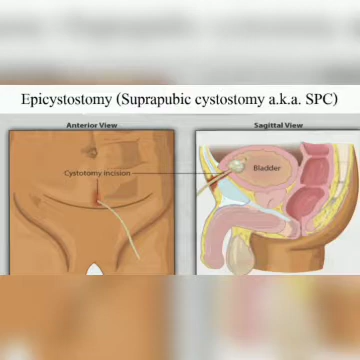 Epicystostomy (Suprapubic cystostomy a.k.a. SPC)
Anterior View
Sagittal View
Cystotomy Incision
Bladder